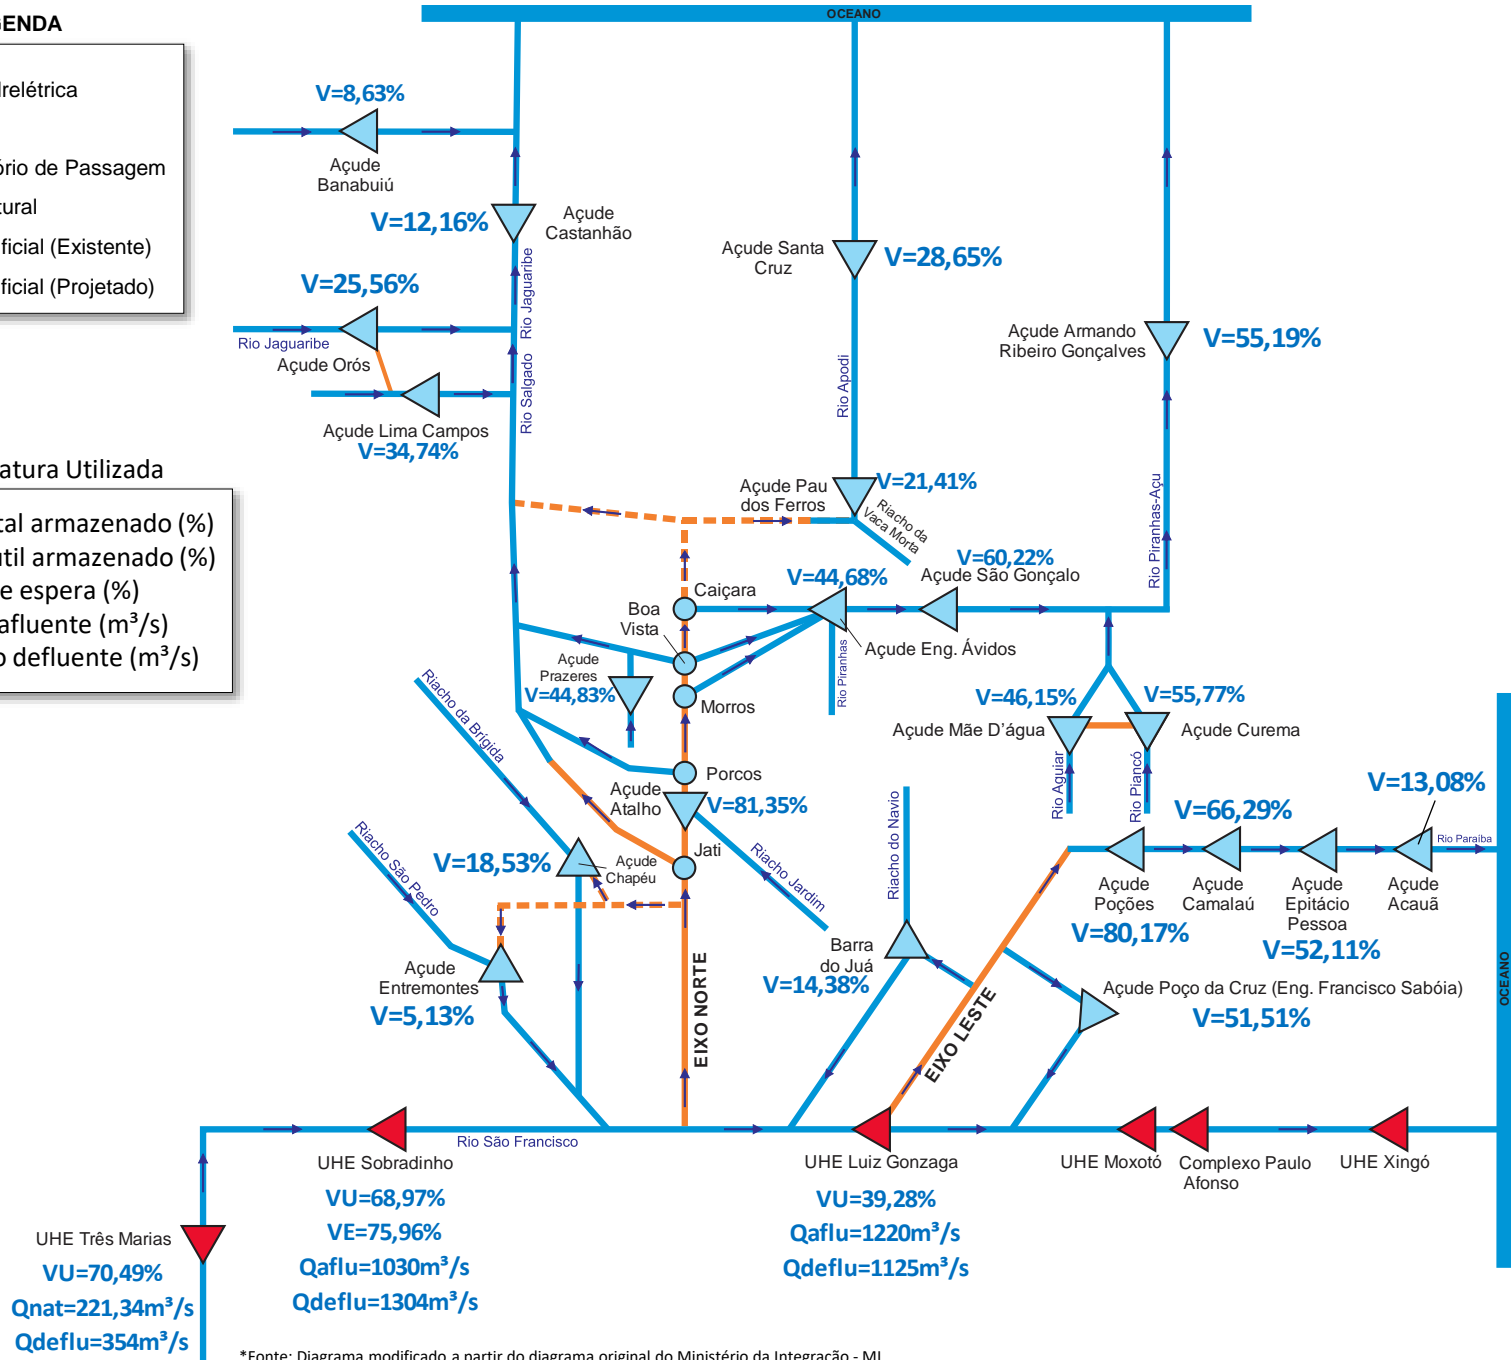 OCEANO
GENDA
drelétrica
ório de Passagem
tural
ificial (Existente)
ificial (Projetado)
V=8,63%
Açude
Banabuiú
V=12,16%
Açude
Castanhão
V=25,56%
Rio Jaguaribe
Açude Orós
Rio Jaguaribe
Rio Salgado
Açude Lima Campos
V=34,74%
Açude Santa
Cruz
V=28,65%
Rio Apodi
Açude Armando
Ribeiro Gonçalves
V=55,19%
Rio Piranhas-Açu
atura Utilizada
tal armazenado (%)
útil armazenado (%)
e espera (%)
afluente (m³/s)
o defluente (m³/s)
Açude Pau
dos Ferros
V=21,41%
Riacho da
Vaca Morta
V=60,22%
Açude São Gonçalo
V=44,68%
Caiçara
Boa
Vista
Açude Eng. Ávidos
Rio Piranhas
Açude
Prazeres
V=44,83%
Morros
Riacho da Brigida
V=46,15%
Açude Mãe D'água
V=55,77%
Açude Curema
Rio Aguiar
Rio Piancó
Porcos
Açude
Atalho
V=81,35%
Jati
Riacho Jardim
V=18,53%
Açude
Chapéu
Riacho São Pedro
Riacho do Navio
V=13,08%
V=66,29%
Rio Paraiba
Açude
Poções
V=80,17%
Açude
Camalaú
Açude
Epitácio
Pessoa
V=52,11%
Açude
Acauã
Açude
Entremontes
V=5,13%
EIXO NORTE
Barra
do Juá
V=14,38%
EIXO LESTE
Açude Poço da Cruz (Eng. Francisco Sabóia)
V=51,51%
OCEANO
Rio São Francisco
UHE Sobradinho
VU=68,97%
VE=75,96%
Qaflu=1030m³/s
Qdeflu=1304m³/s
UHE Luiz Gonzaga
VU=39,28%
Qaflu=1220m³/s
Qdeflu=1125m³/s
UHE Moxotó
Complexo Paulo
Afonso
UHE Xingó
UHE Três Marias
VU=70,49%
Qnat=221,34m³/s
Qdeflu=354m³/s
*Fonte: Diagrama modificado a partir do diagrama original do Ministério da Integração - MI